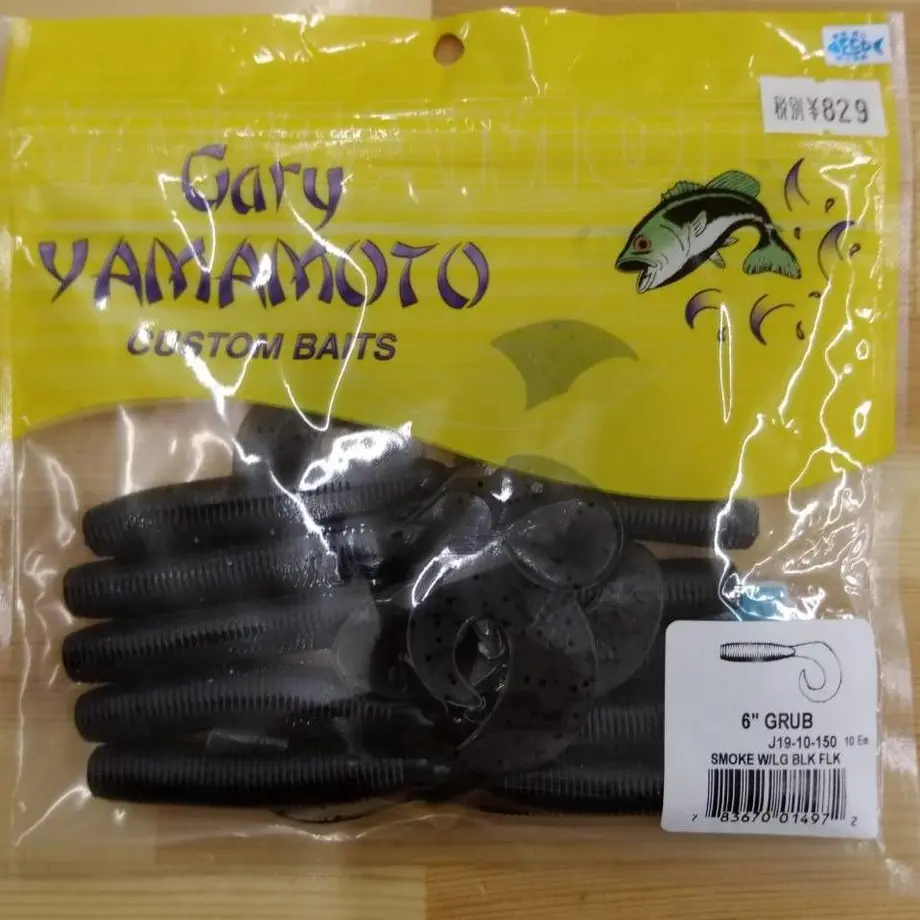 税別¥829
Gary
YAMAMOTO
CUSTOM BAITS
6" GRUB
J19-10-150 10 Ea
SMOKE W/LG BLK FLK
7 83670 01497 2